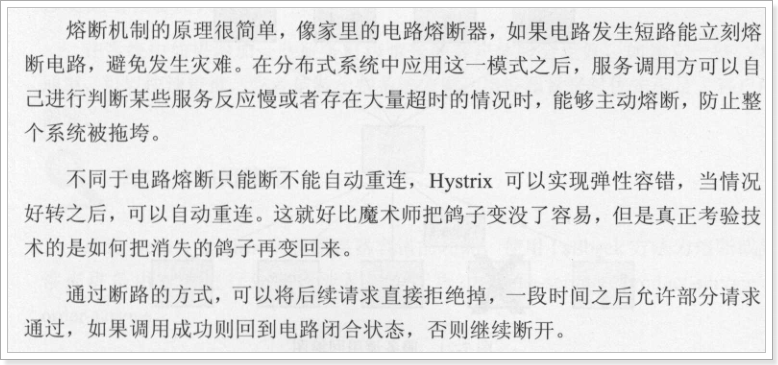 熔断机制的原理很简单，像家里的电路熔断器，如果电路发生短路能立刻熔
断电路，避免发生灾难。在分布式系统中应用这一模式之后，服务调用方可以自
己进行判断某些服务反应慢或者存在大量超时的情况时，能够主动熔断，防止整
个系统被拖垮。
不同于电路熔断只能断不能自动重连，Hystrix 可以实现弹性容错，当情况
好转之后，可以自动重连。这就好比魔术师把鸽子变没了容易，但是真正考验技
术的是如何把消失的鸽子再变回来。
通过断路的方式，可以将后续请求直接拒绝掉，一段时间之后允许部分请求
通过，如果调用成功则回到电路闭合状态，否则继续断开。